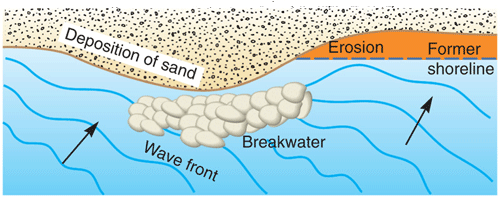 Deposition of sand
Erosion
Former
shoreline
Wave front
Breakwater